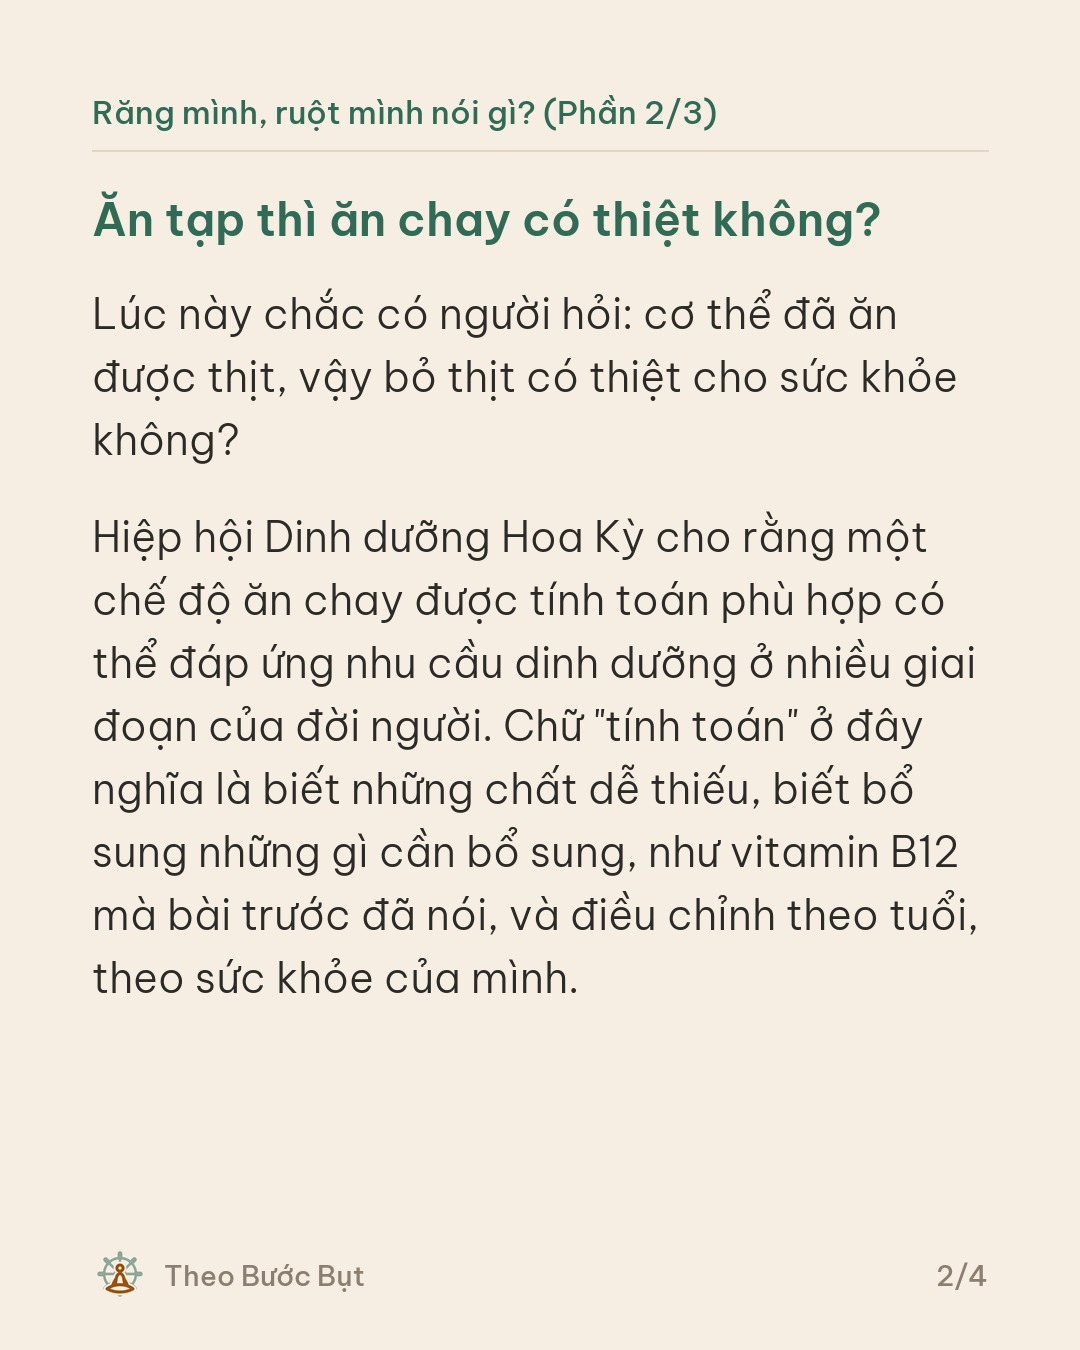 Răng mình, ruột mình nói gì? (Phần 2/3)
Ăn tạp thì ăn chay có thiệt không?
Lúc này chắc có người hỏi: cơ thể đã ăn
được thịt, vậy bỏ thịt có thiệt cho sức khỏe
không?
Hiệp hội Dinh dưỡng Hoa Kỳ cho rằng một
chế độ ăn chay được tính toán phù hợp có
thể đáp ứng nhu cầu dinh dưỡng ở nhiều giai
đoạn của đời người. Chữ "tính toán" ở đây
nghĩa là biết những chất dễ thiếu, biết bổ
sung những gì cần bổ sung, như vitamin B12
mà bài trước đã nói, và điều chỉnh theo tuổi,
theo sức khỏe của mình.
Theo Bước Bụt
2/4